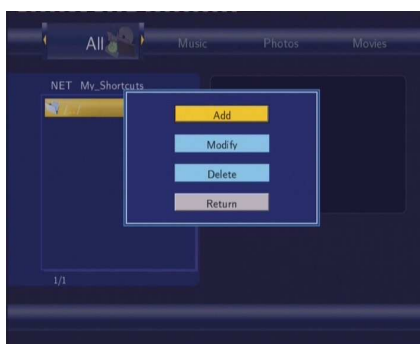 All Music Photos Movies
NET My_Shortcuts
/../
Add
Modify
Delete
Return
1/1